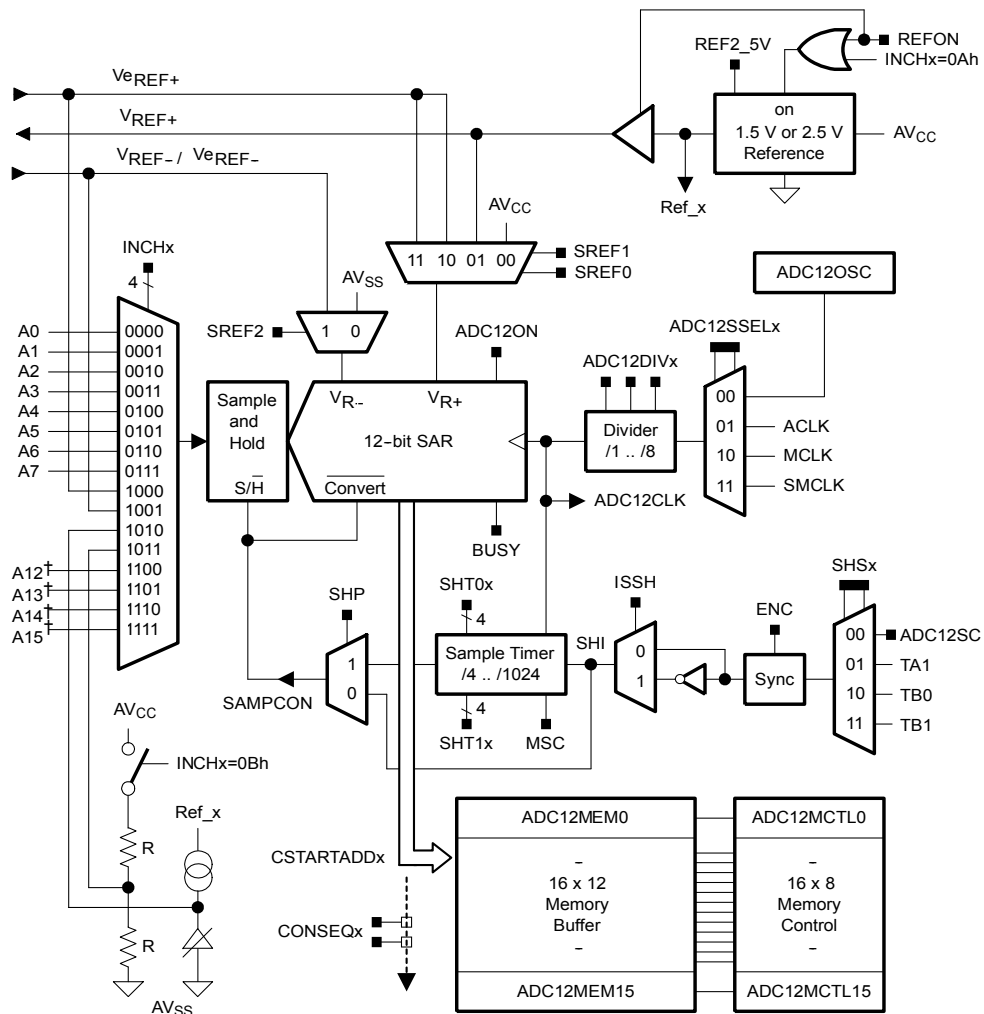 REF2_5V
REFON
INCHx=0Ah
VeREF+
VREF+
VREF− / VeREF−
on
1.5 V or 2.5 V
Reference
AVCC
Ref_x
AVCC
INCHx
4
11 10 01 00
SREF1
SREF0
ADC12OSC
AVSS
SREF2
1 0
ADC12ON
ADC12SSELx
ADC12DIVx
A0
A1
A2
A3
A4
A5
A6
A7
A12†
A13†
A14†
A15†
0000
0001
0010
0011
0100
0101
0110
0111
1000
1001
1010
1011
1100
1101
1110
1111
Sample
and
Hold
S/H̅
VR−
VR+
12−bit SAR
Convert
Divider
/1 .. /8
00
01
10
11
ACLK
MCLK
SMCLK
ADC12CLK
BUSY
SHP
SHT0x
4
ISSH
ENC
SHSx
1
0
SAMPCON
Sample Timer
/4 .. /1024
SHI
0
1
Sync
00
01
10
11
ADC12SC
TA1
TB0
TB1
4
SHT1x
MSC
AVCC
INCHx=0Bh
Ref_x
R
R
AVSS
CSTARTADDx
CONSEQx
ADC12MEM0
−
16 x 12
Memory
Buffer
−
ADC12MEM15
ADC12MCTL0
−
16 x 8
Memory
Control
−
ADC12MCTL15